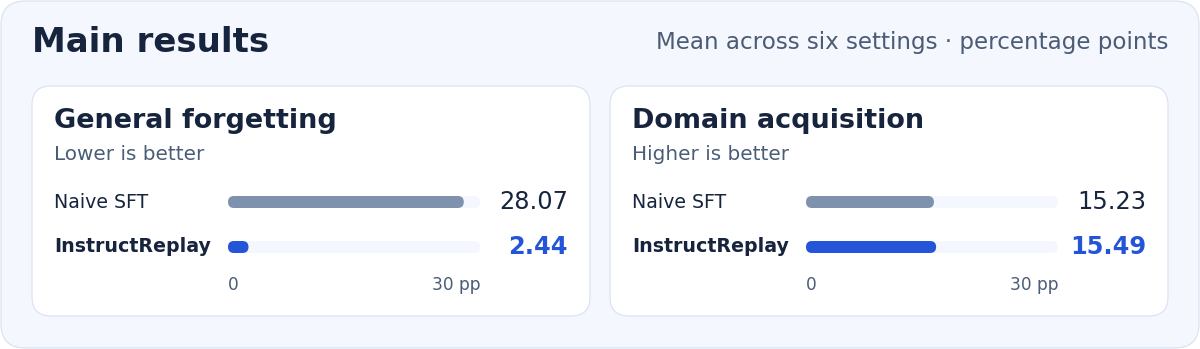 Main results
Mean across six settings · percentage points
General forgetting
Lower is better
Naive SFT 28.07
InstructReplay 2.44
0 30 pp
Domain acquisition
Higher is better
Naive SFT 15.23
InstructReplay 15.49
0 30 pp